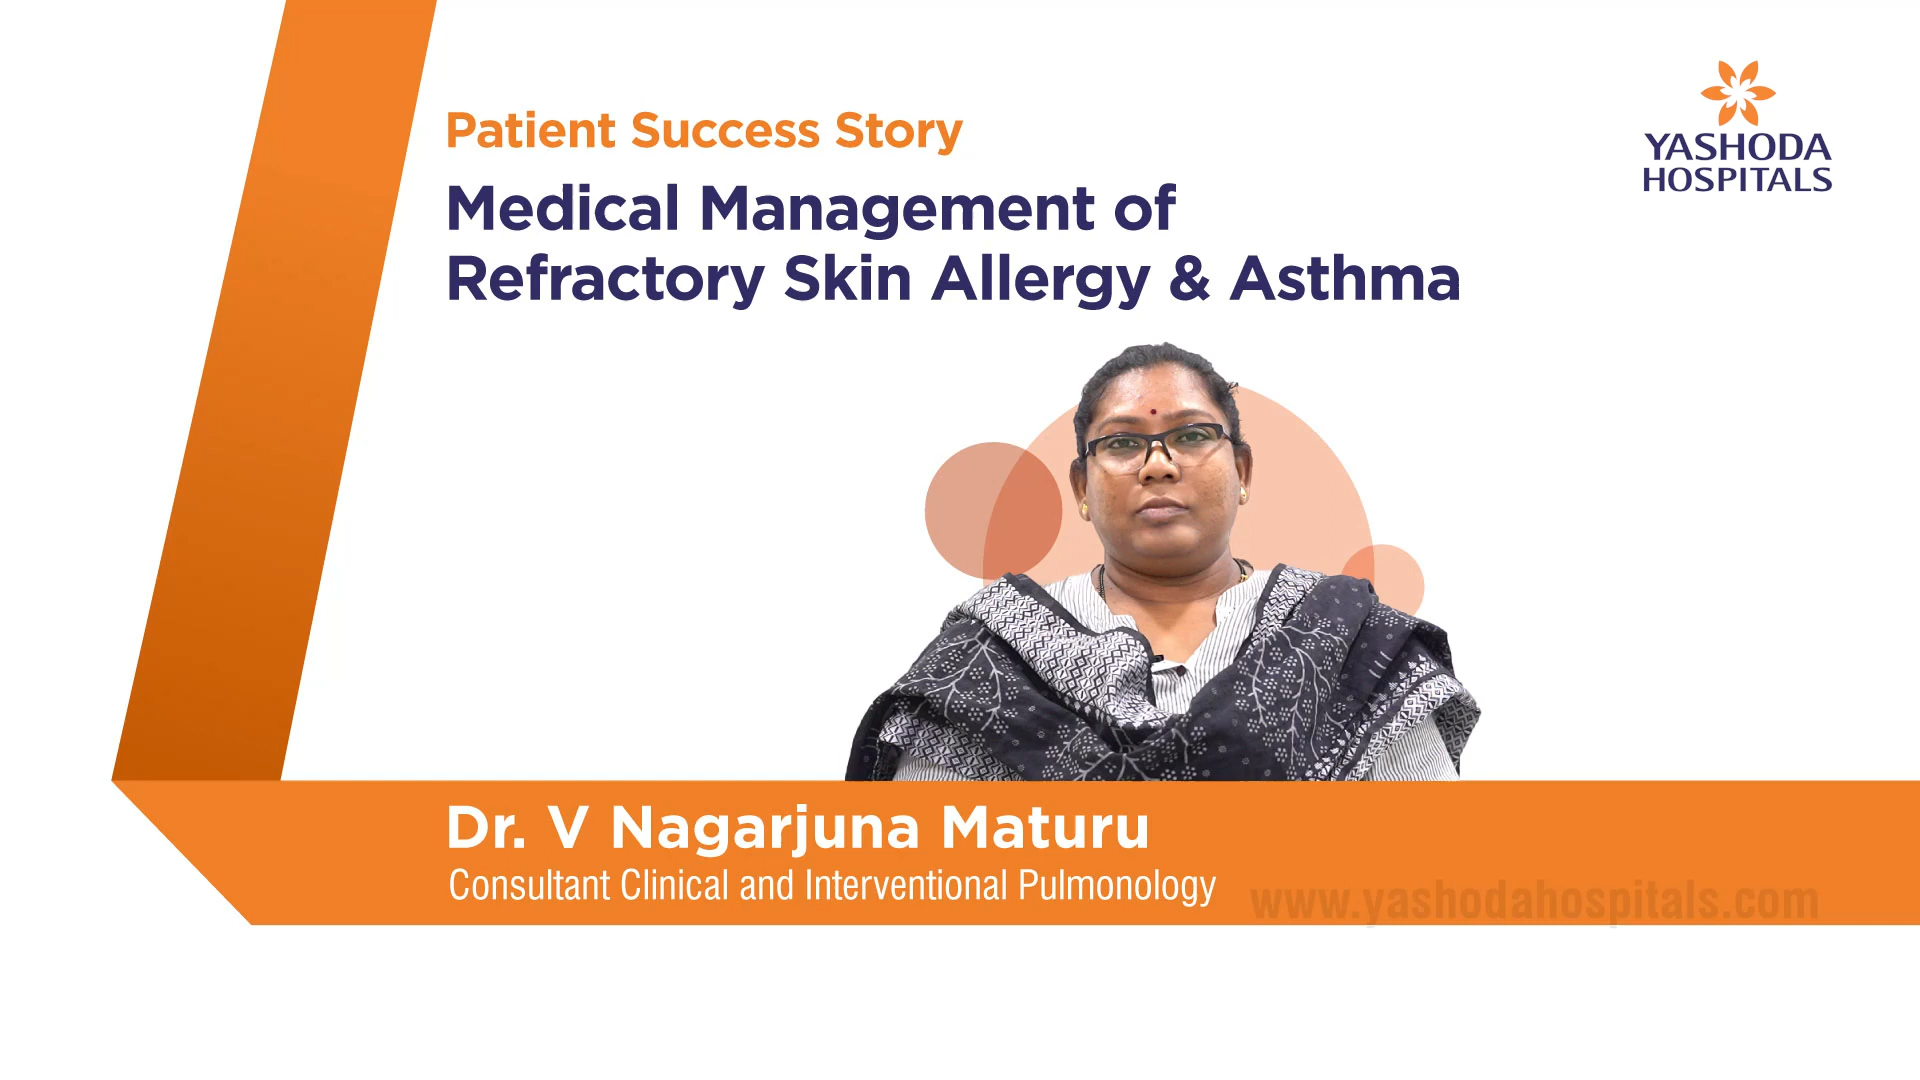 Patient Success Story
Medical Management of
Refractory Skin Allergy & Asthma
YASHODA
HOSPITALS
Dr. V Nagarjuna Maturu
Consultant Clinical and Interventional Pulmonology
www.yashodahospitals.com